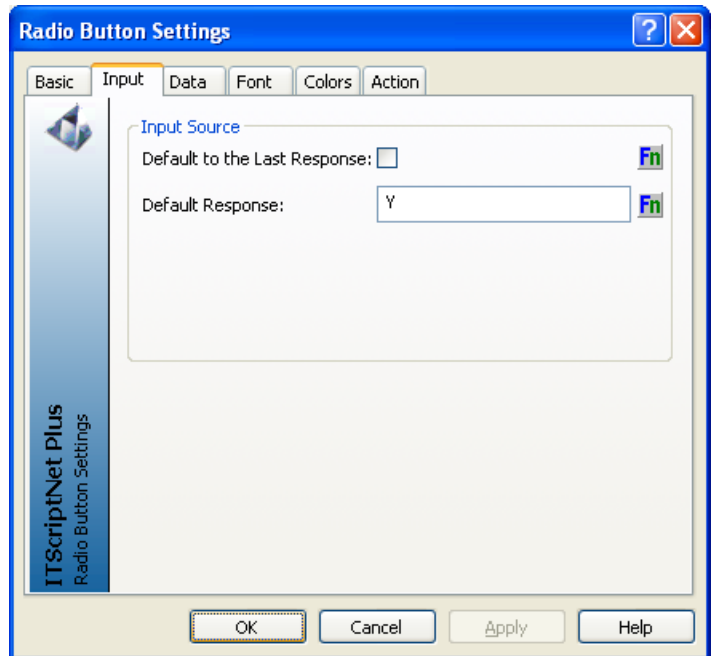 Radio Button Settings
Basic Input Data Font Colors Action
Input Source
Default to the Last Response: Fn
Default Response: Y Fn
ITScriptNet Plus
Radio Button Settings
OK Cancel Apply Help